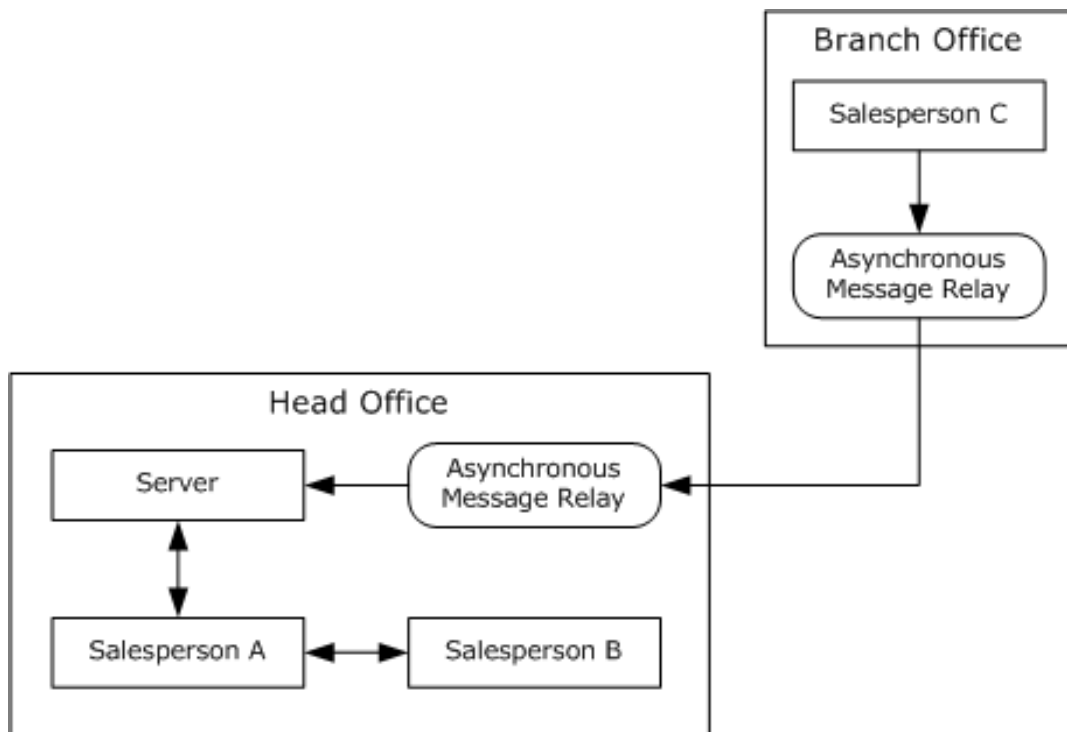 Branch Office
Salesperson C
Asynchronous
Message Relay
Head Office
Server
Asynchronous
Message Relay
Salesperson A
Salesperson B